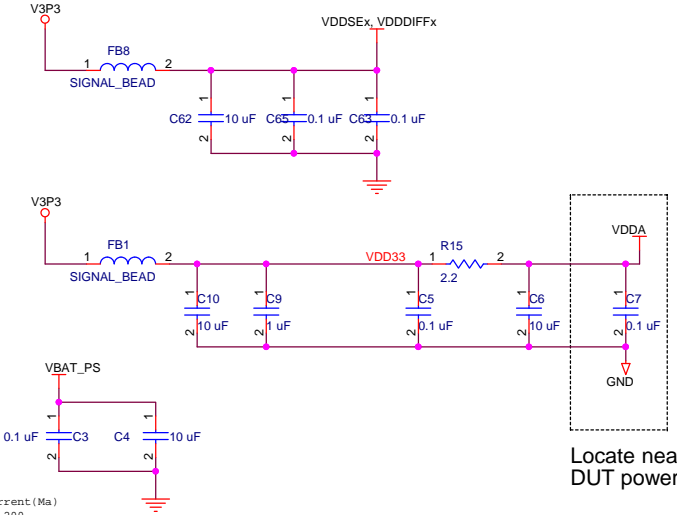 V3P3
VDDSEx, VDDDIFFx
FB8
1 2
SIGNAL_BEAD
1 1 1
C62 10 uF C65 0.1 uF C63 0.1 uF
2 2 2
V3P3
VDDA
FB1
1 2
VDD33
R15
1 2
SIGNAL_BEAD
2.2
1 1 1 1 1
C10 C9 C5 C6 C7
10 uF 1 uF 0.1 uF 10 uF 0.1 uF
2 2 2 2 2
GND
VBAT_PS
1 1
0.1 uF C3 C4 10 uF
2 2
Locate nea
DUT power
rrent(Ma)
200